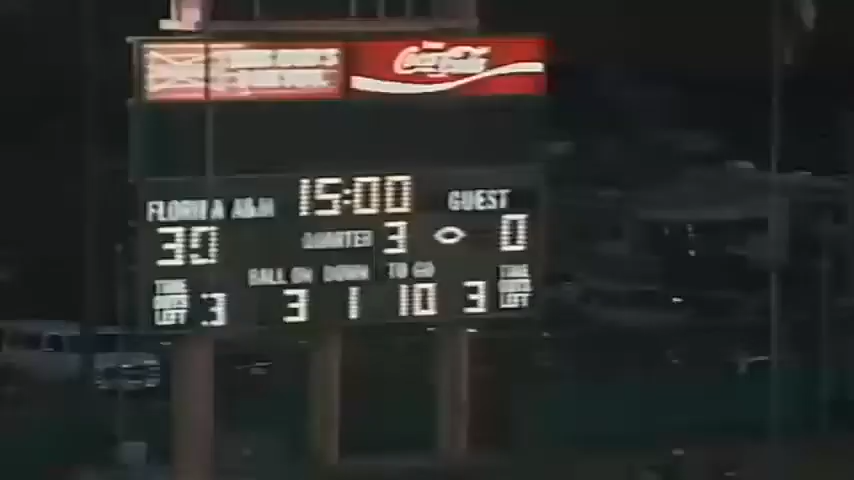 Coca-Cola
15:00
FLORIDA A&M
GUEST
QUARTER 3
0
BALL ON DOWN TO GO
TIME OUTS LEFT 3
3 1 10
3 TIME OUTS LEFT